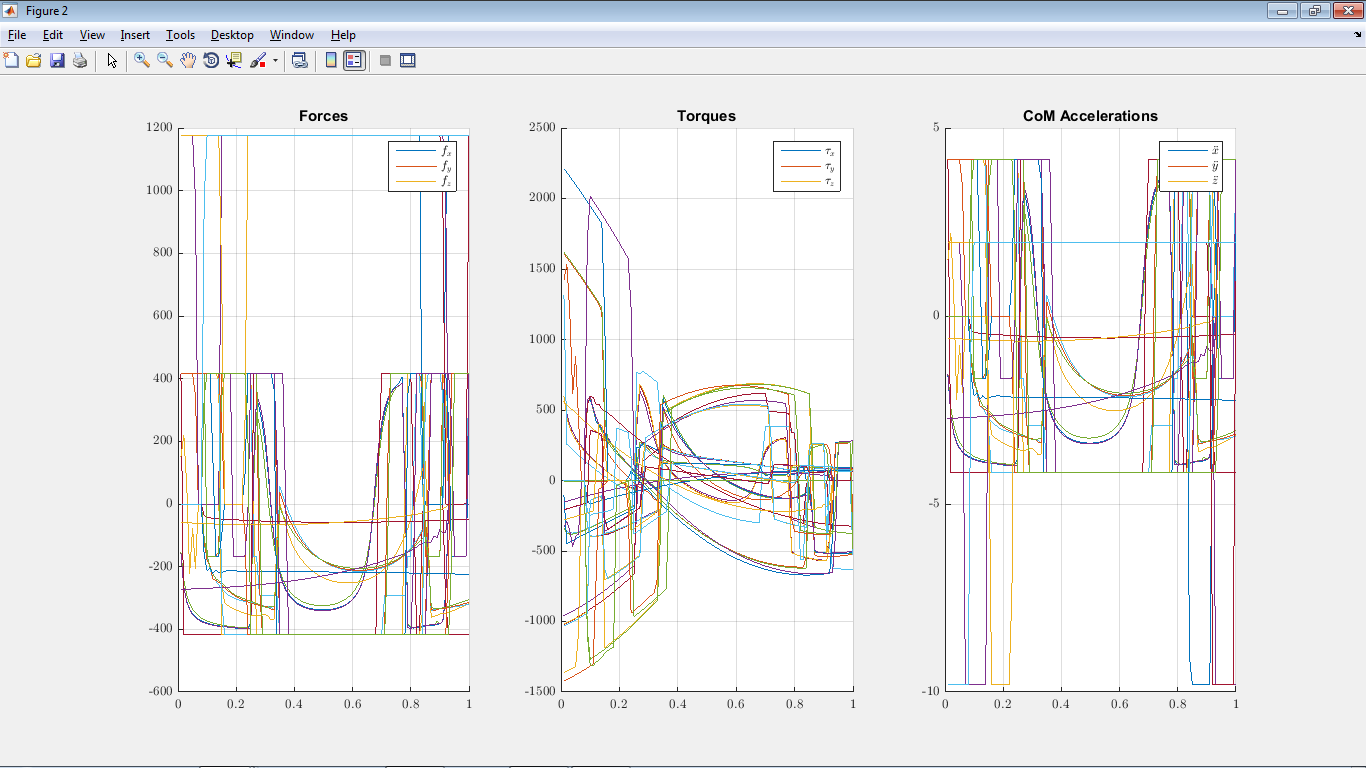 Figure 2
File Edit View Insert Tools Desktop Window Help
Forces
1200
1000
800
600
400
200
0
-200
-400
-600
0 0.2 0.4 0.6 0.8 1
f_x
f_y
f_z
Torques
2500
2000
1500
1000
500
0
-500
-1000
-1500
0 0.2 0.4 0.6 0.8 1
τ_x
τ_y
τ_z
CoM Accelerations
5
0
-5
-10
0 0.2 0.4 0.6 0.8 1
ẍ
ÿ
z̈